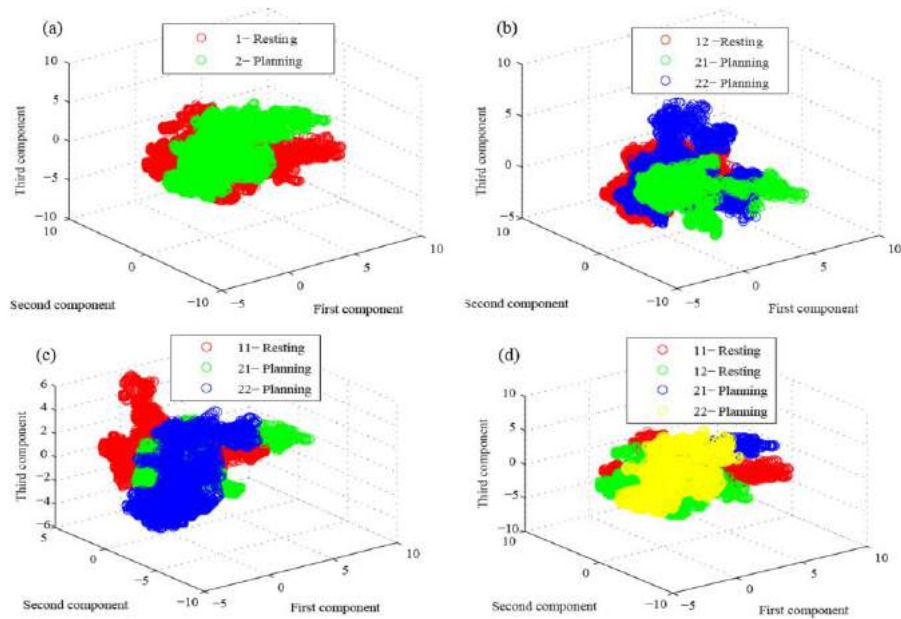 (a)
1− Resting
2− Planning
Third component
10
5
0
−5
−10
10
0
−10
Second component
−5
0
5
10
First component
(b)
12 −Resting
21 −Planning
22 −Planning
Third component
10
5
0
−5
10
0
−10
Second component
−5
0
5
10
First component
(c)
11− Resting
21− Planning
22− Planning
Third component
6
4
2
0
−2
−4
−6
5
0
−5
−10
Second component
−5
0
5
10
First component
(d)
11− Resting
12− Resting
21− Planning
22− Planning
Third component
10
5
0
−5
−10
10
0
−10
Second component
−5
0
5
10
First component